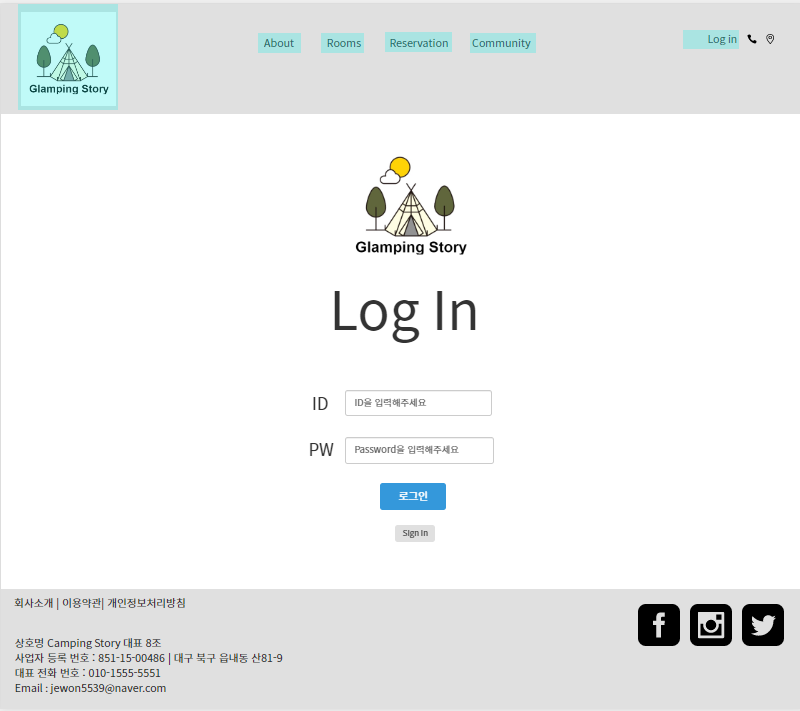 Glamping Story
About Rooms Reservation Community Log in
Glamping Story
Log In
ID ID을 입력해주세요
PW Password을 입력해주세요
로그인
Sign in
회사소개 | 이용약관| 개인정보처리방침
상호명 Camping Story 대표 8조
사업자 등록 번호 : 851-15-00486 | 대구 북구 읍내동 산81-9
대표 전화 번호 : 010-1555-5551
Email : jewon5539@naver.com